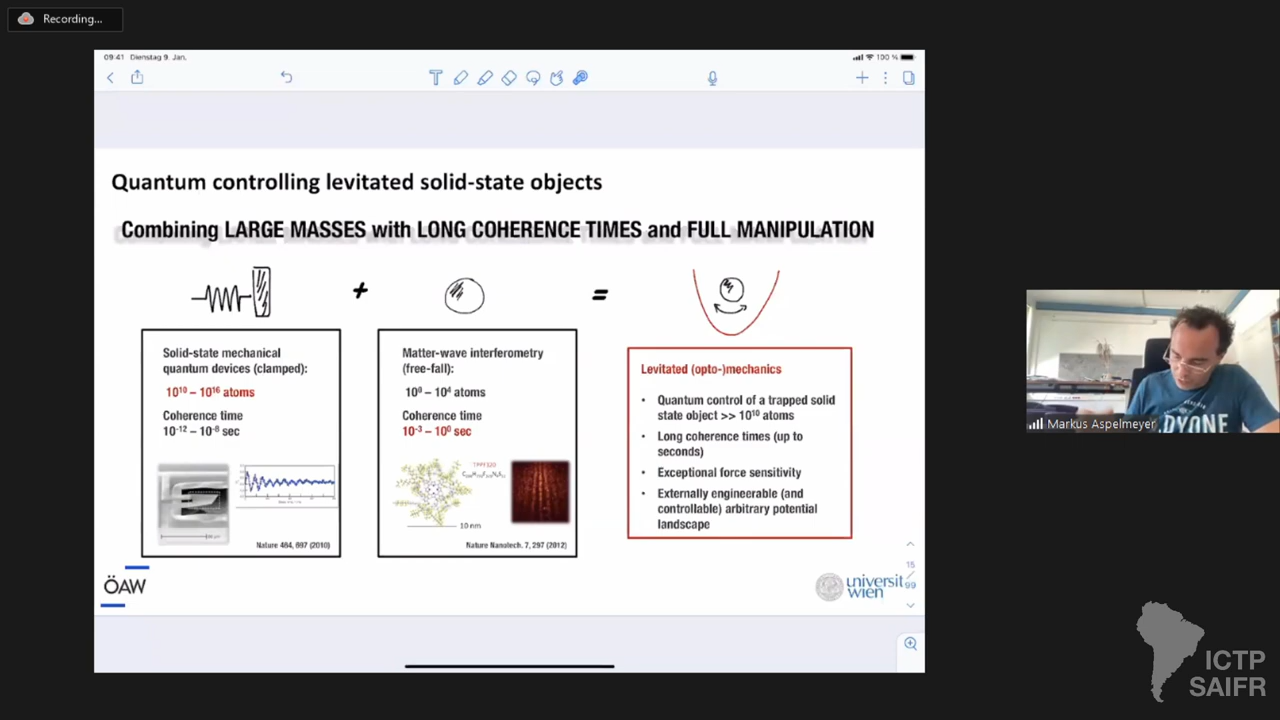 Recording...
09:41 Dienstag 9. Jan.
100 %
Quantum controlling levitated solid-state objects
Combining LARGE MASSES with LONG COHERENCE TIMES and FULL MANIPULATION
+
=
Solid-state mechanical
quantum devices (clamped):
10¹⁰ – 10¹⁶ atoms
Coherence time
10⁻¹² – 10⁻⁸ sec
Nature 464, 697 (2010)
Matter-wave interferometry
(free-fall):
10⁰ – 10⁴ atoms
Coherence time
10⁻³ – 10⁰ sec
TPPF320
10 nm
Nature Nanotech. 7, 297 (2012)
Levitated (opto-)mechanics
• Quantum control of a trapped solid
state object >> 10¹⁰ atoms
• Long coherence times (up to
seconds)
• Exceptional force sensitivity
• Externally engineerable (and
controllable) arbitrary potential
landscape
ÖAW
universit
wien
15
/
99
Markus Aspelmeyer
ICTP
SAIFR